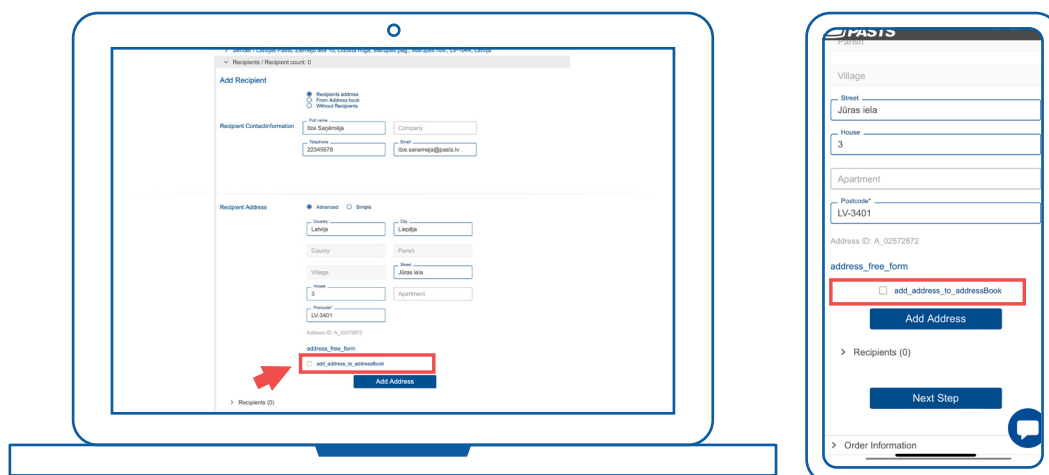 Sender / Latvijas Pasts, Ziemeļu iela 10, Lidosta Rīga, Mārupes pag., Mārupes nov., LV-1044, Latvija
Recipients / Recipient count: 0
Add Recipient
Recipients address
From Address book
Without Recipients
Recipient ContactInformation
Full name
Ilze Saņēmēja
Company
Telephone
22345678
Email
ilze.sanemeja@pasts.lv
Recipient Address
Advanced
Simple
Country
Latvija
City
Liepāja
County
Parish
Village
Street
Jūras iela
House
3
Apartment
Postcode*
LV-3401
Address ID: A_02572872
address_free_form
add_address_to_addressBook
Add Address
Recipients (0)
PASTS
Parish
Village
Street
Jūras iela
House
3
Apartment
Postcode*
LV-3401
Address ID: A_02572872
address_free_form
add_address_to_addressBook
Add Address
Recipients (0)
Next Step
Order Information